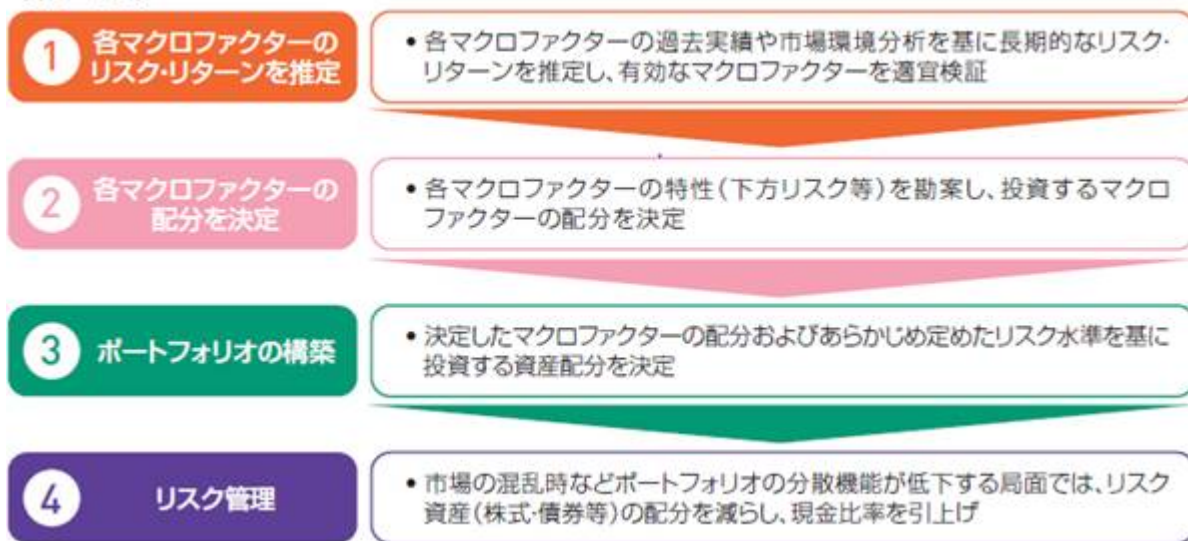 1
各マクロファクターの
リスク・リターンを推定
• 各マクロファクターの過去実績や市場環境分析を基に長期的なリスク・
リターンを推定し、有効なマクロファクターを適宜検証
2
各マクロファクターの
配分を決定
• 各マクロファクターの特性(下方リスク等)を勘案し、投資するマクロ
ファクターの配分を決定
3
ポートフォリオの構築
• 決定したマクロファクターの配分およびあらかじめ定めたリスク水準を基に
投資する資産配分を決定
4
リスク管理
• 市場の混乱時などポートフォリオの分散機能が低下する局面では、リスク
資産(株式・債券等)の配分を減らし、現金比率を引上げ